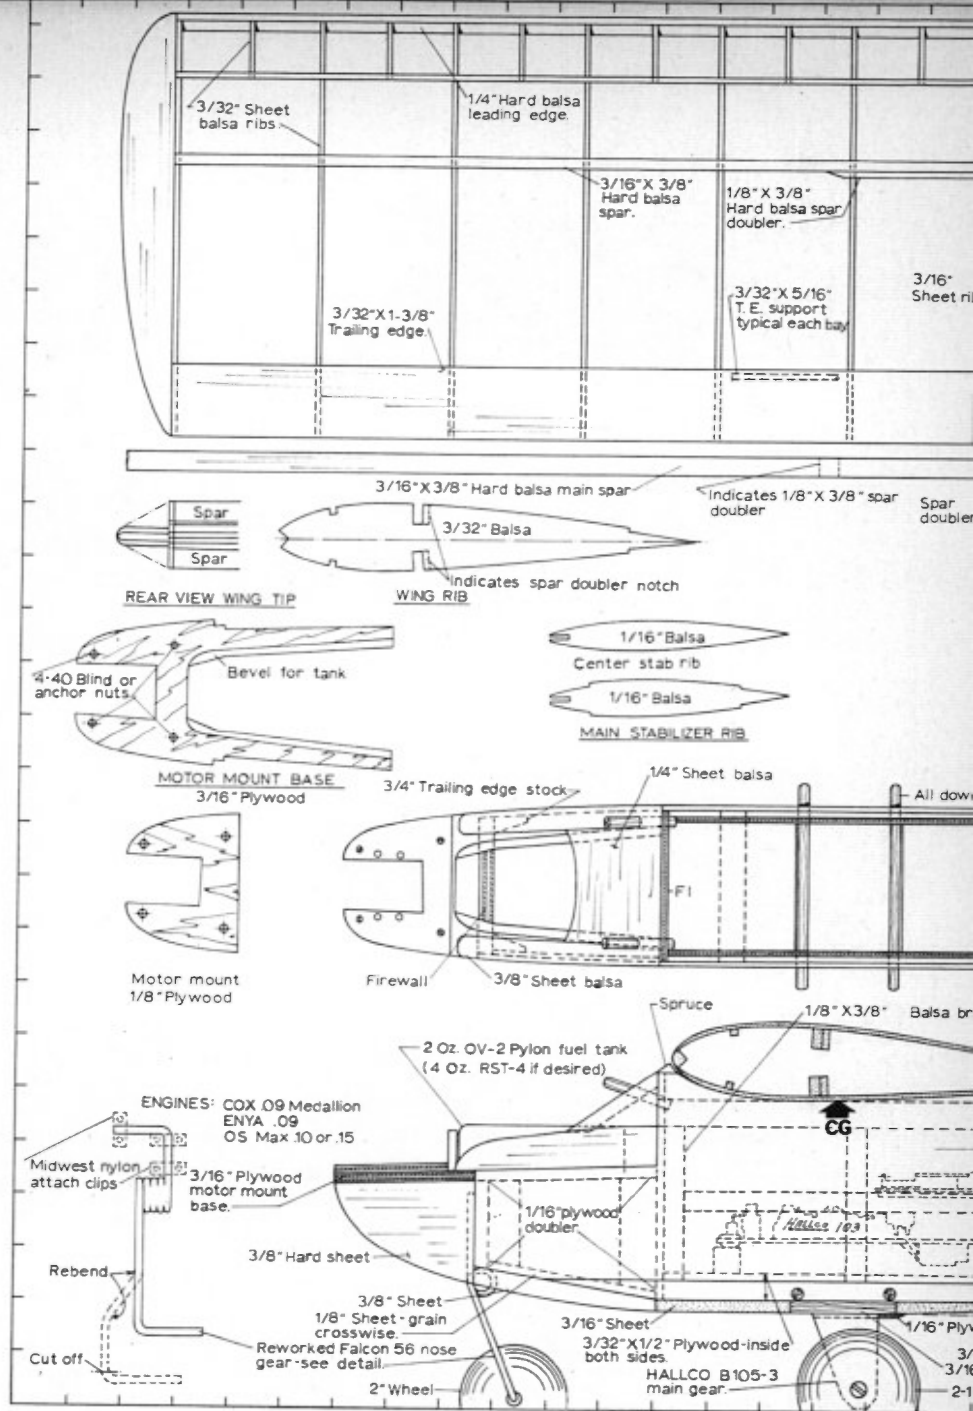 3/32" Sheet
balsa ribs.
1/4" Hard balsa
leading edge.
3/16" X 3/8"
Hard balsa
spar.
1/8" X 3/8"
Hard balsa spar
doubler.
3/16"
Sheet
3/32" X 5/16"
T. E. support
typical each bay
3/32" X 1-3/8"
Trailing edge.
3/16" X 3/8" Hard balsa main spar
Indicates 1/8" X 3/8" spar
doubler
Spar
doubler
Spar
Spar
REAR VIEW WING TIP
3/32" Balsa
Indicates spar doubler notch
WING RIB
4-40 Blind or
anchor nuts
Bevel for tank
MOTOR MOUNT BASE
3/16" Plywood
1/16" Balsa
Center stab rib
1/16" Balsa
MAIN STABILIZER RIB
3/4" Trailing edge stock
1/4" Sheet balsa
All
F1
Motor mount
1/8" Plywood
Firewall
3/8" Sheet balsa
Spruce
1/8" X 3/8" Balsa
2 Oz. OV-2 Pylon fuel tank
(4 Oz. RST-4 if desired)
CG
ENGINES: COX .09 Medallion
ENYA .09
OS Max .10 or .15
Midwest nylon
attach clips
3/16" Plywood
motor mount
base.
1/16" plywood
doubler.
Hallco 103
3/8" Hard sheet
Rebend
3/8" Sheet
1/8" Sheet-grain
crosswise.
3/16" Sheet
3/32" X 1/2" Plywood-inside
both sides.
1/16"
Reworked Falcon 56 nose
gear-see detail.
Cut off
2" Wheel
HALLCO B105-3
main gear.